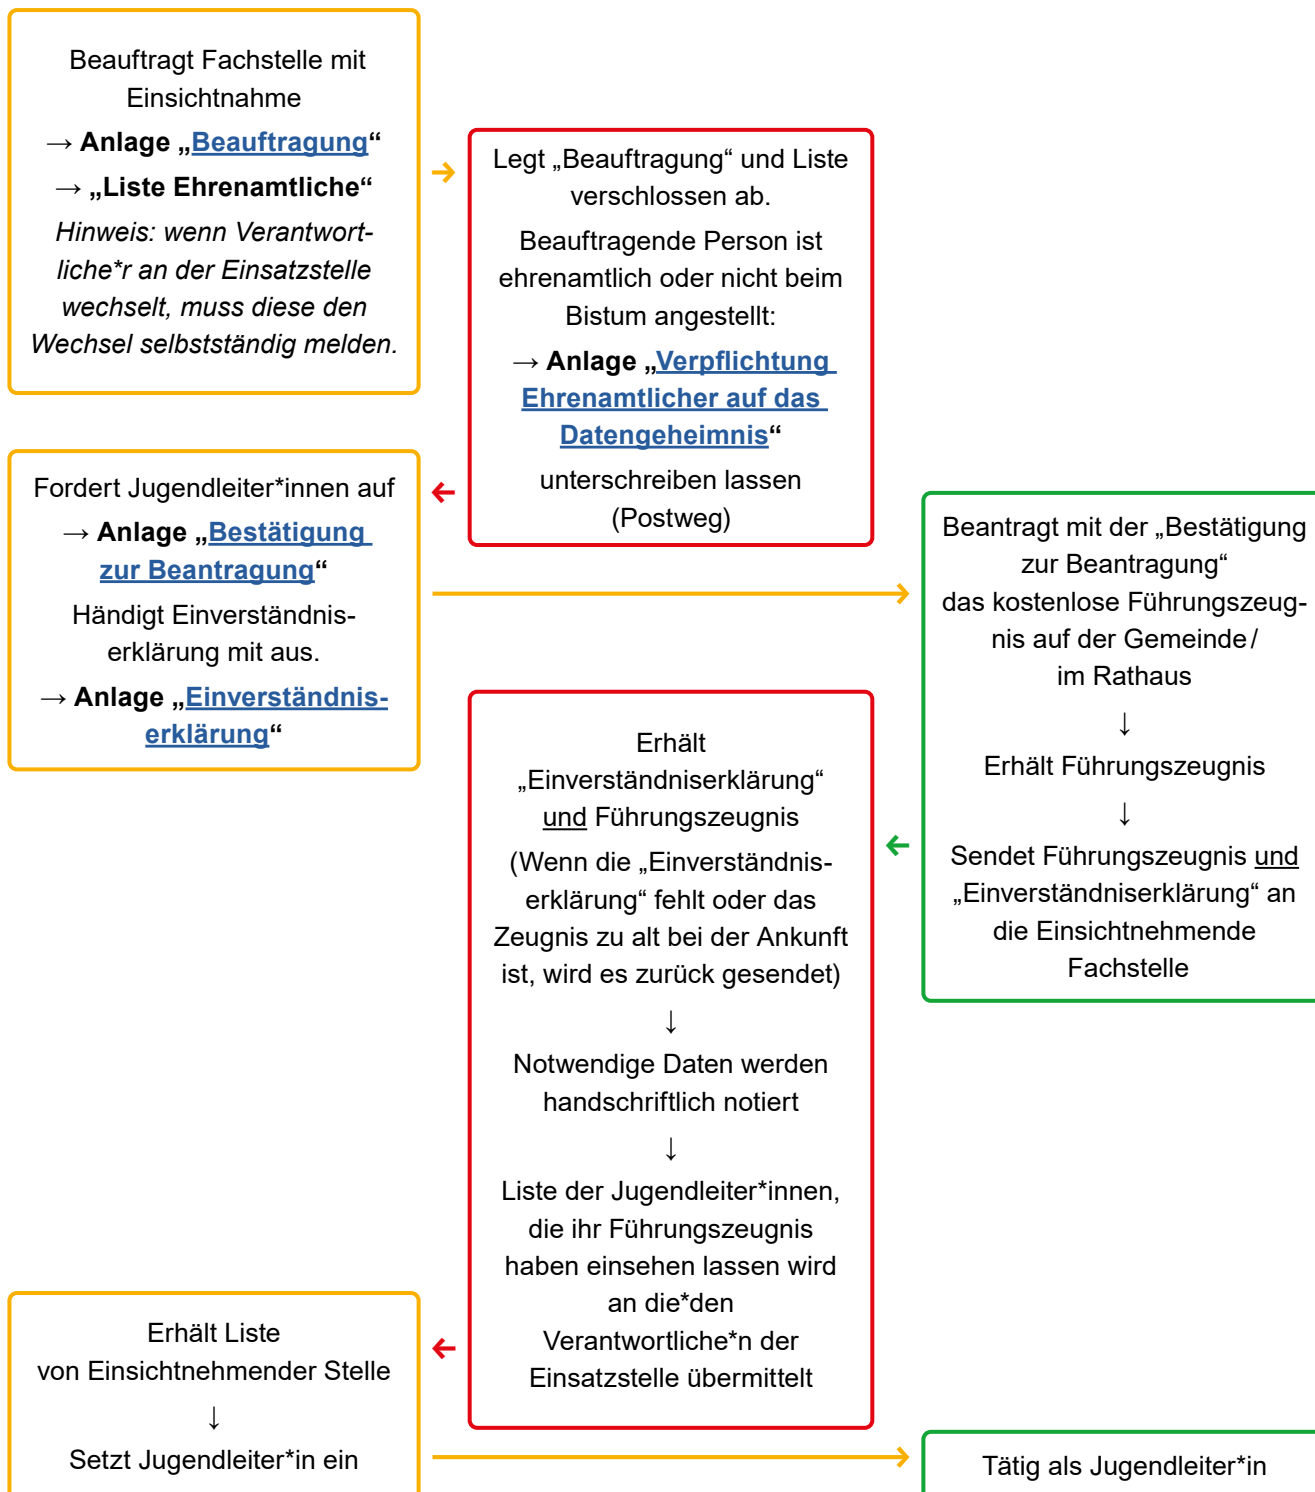 Beauftragt Fachstelle mit
Einsichtnahme
→ Anlage „Beauftragung“
→ „Liste Ehrenamtliche“
Hinweis: wenn Verantwort-
liche*r an der Einsatzstelle
wechselt, muss diese den
Wechsel selbstständig melden.
Legt „Beauftragung“ und Liste
verschlossen ab.
Beauftragende Person ist
ehrenamtlich oder nicht beim
Bistum angestellt:
→ Anlage „Verpflichtung
Ehrenamtlicher auf das
Datengeheimnis“
unterschreiben lassen
(Postweg)
Fordert Jugendleiter*innen auf
→ Anlage „Bestätigung
zur Beantragung“
Händigt Einverständnis-
erklärung mit aus.
→ Anlage „Einverständnis-
erklärung“
Beantragt mit der „Bestätigung
zur Beantragung“
das kostenlose Führungszeug-
nis auf der Gemeinde/
im Rathaus
↓
Erhält Führungszeugnis
↓
Sendet Führungszeugnis und
„Einverständniserklärung“ an
die Einsichtnehmende
Fachstelle
Erhält
„Einverständniserklärung“
und Führungszeugnis
(Wenn die „Einverständnis-
erklärung“ fehlt oder das
Zeugnis zu alt bei der Ankunft
ist, wird es zurück gesendet)
↓
Notwendige Daten werden
handschriftlich notiert
↓
Liste der Jugendleiter*innen,
die ihr Führungszeugnis
haben einsehen lassen wird
an die*den
Verantwortliche*n der
Einsatzstelle übermittelt
Erhält Liste
von Einsichtnehmender Stelle
↓
Setzt Jugendleiter*in ein
Tätig als Jugendleiter*in